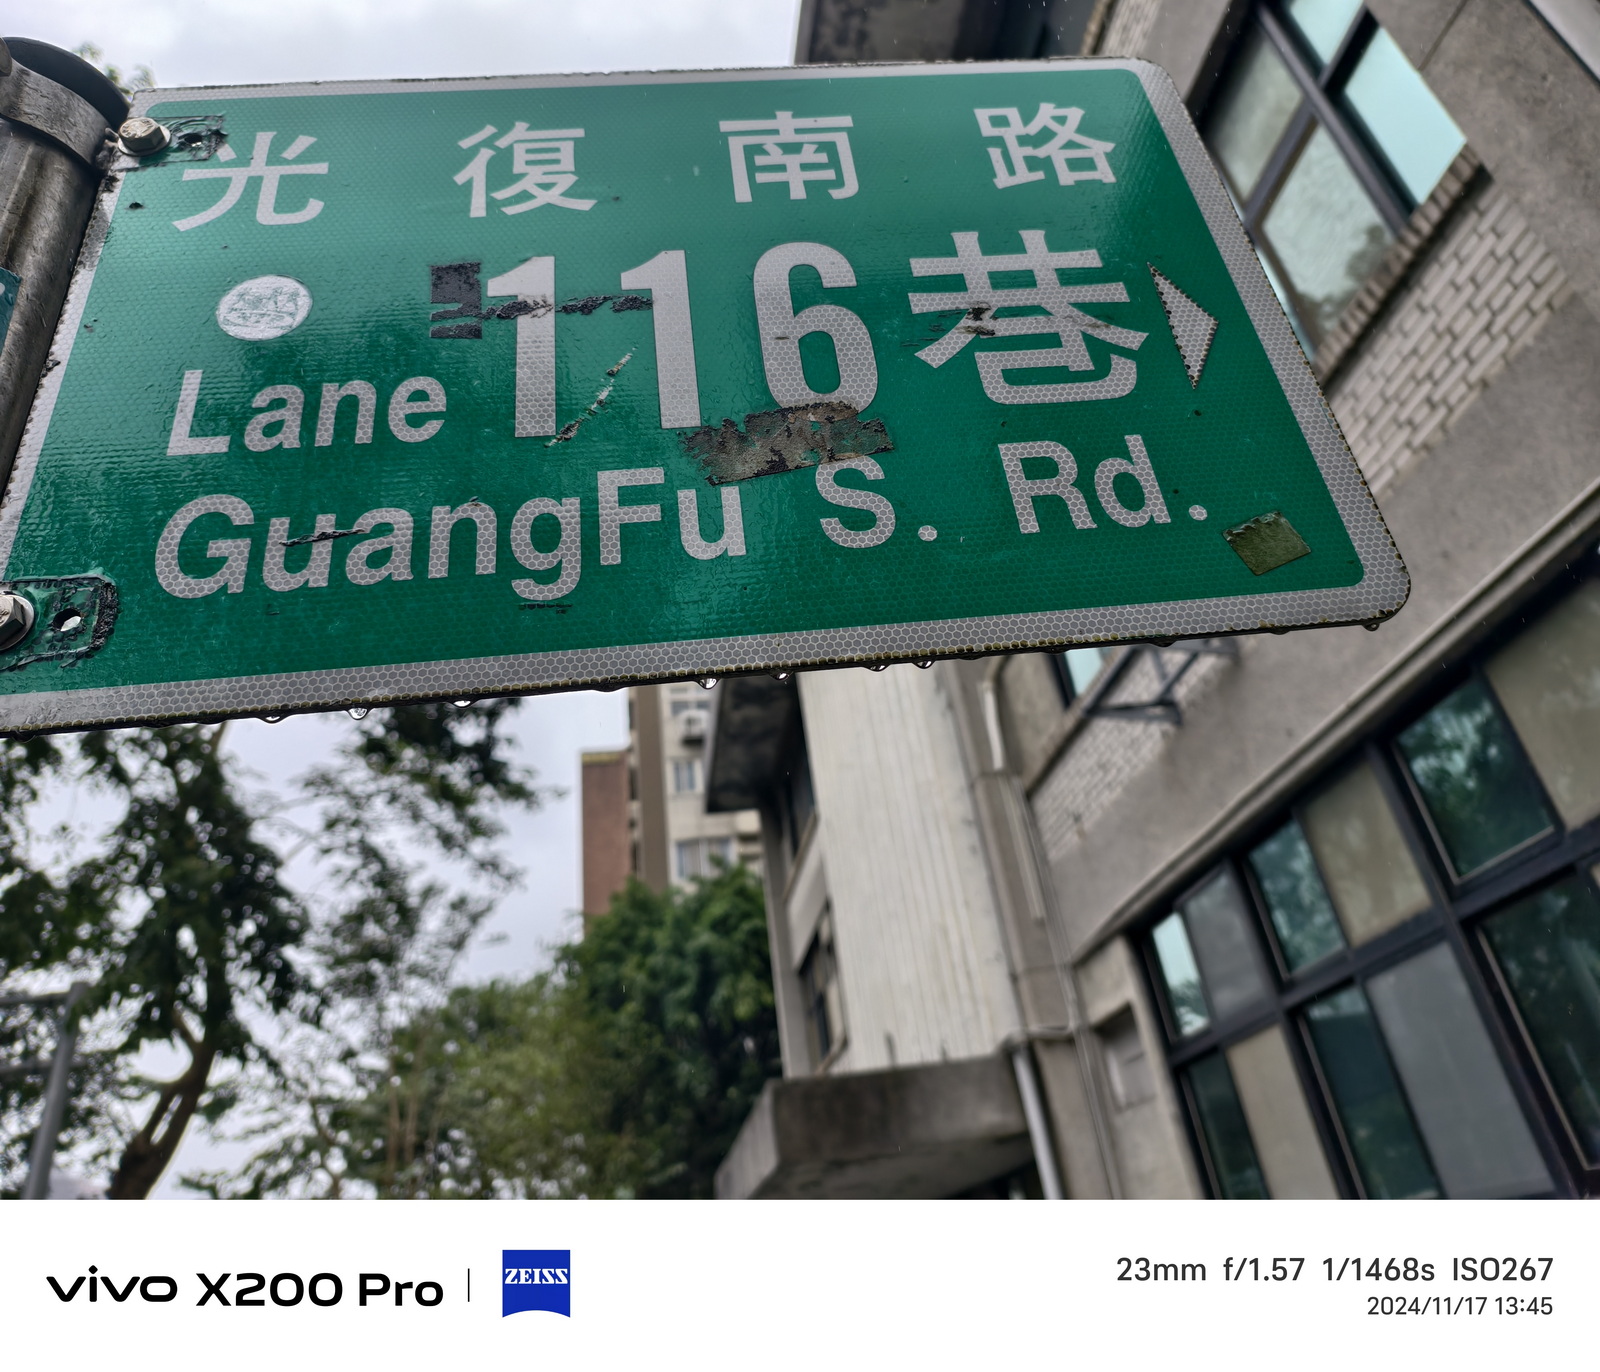 光復南路
116巷
Lane
GuangFu S. Rd.
vivo X200 Pro | ZEISS
23mm f/1.57 1/1468s ISO267
2024/11/17 13:45